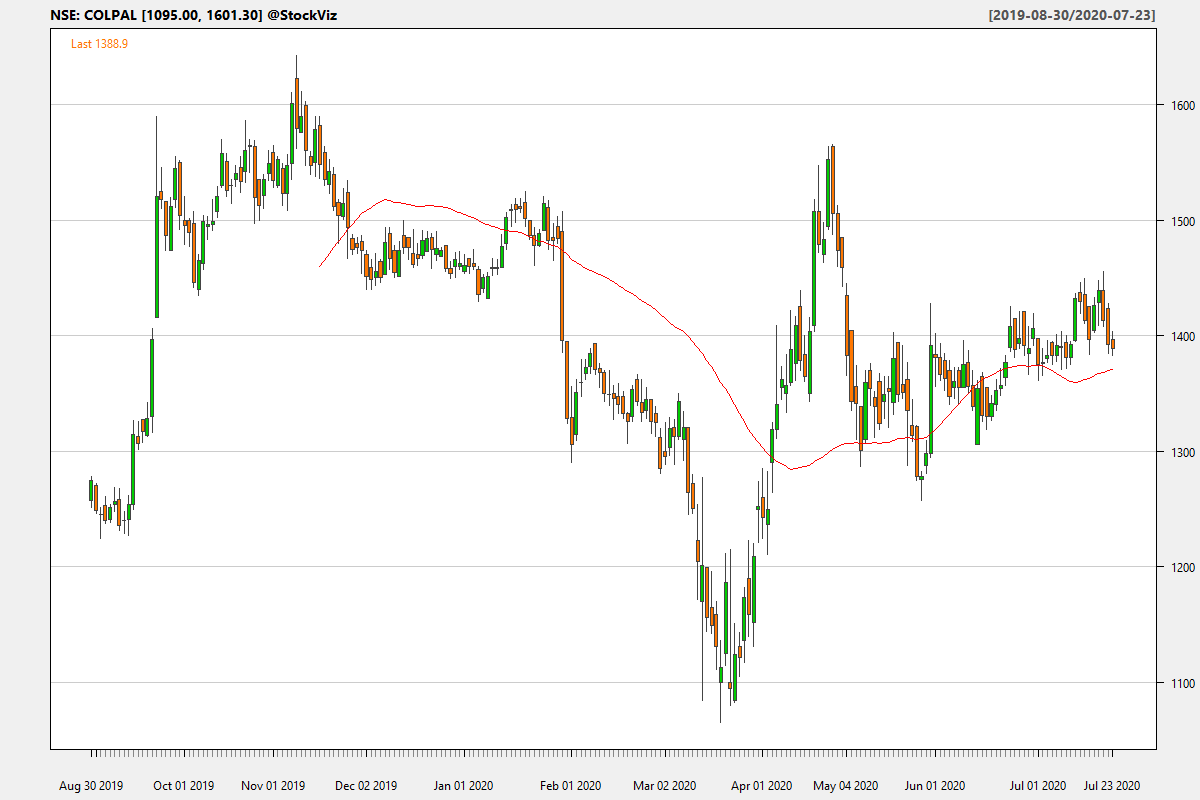 NSE: COLPAL [1095.00, 1601.30] @StockViz
[2019-08-30/2020-07-23]
Last 1388.9
1600
1500
1400
1300
1200
1100
Aug 30 2019 Oct 01 2019 Nov 01 2019 Dec 02 2019 Jan 01 2020 Feb 01 2020 Mar 02 2020 Apr 01 2020 May 04 2020 Jun 01 2020 Jul 01 2020 Jul 23 2020